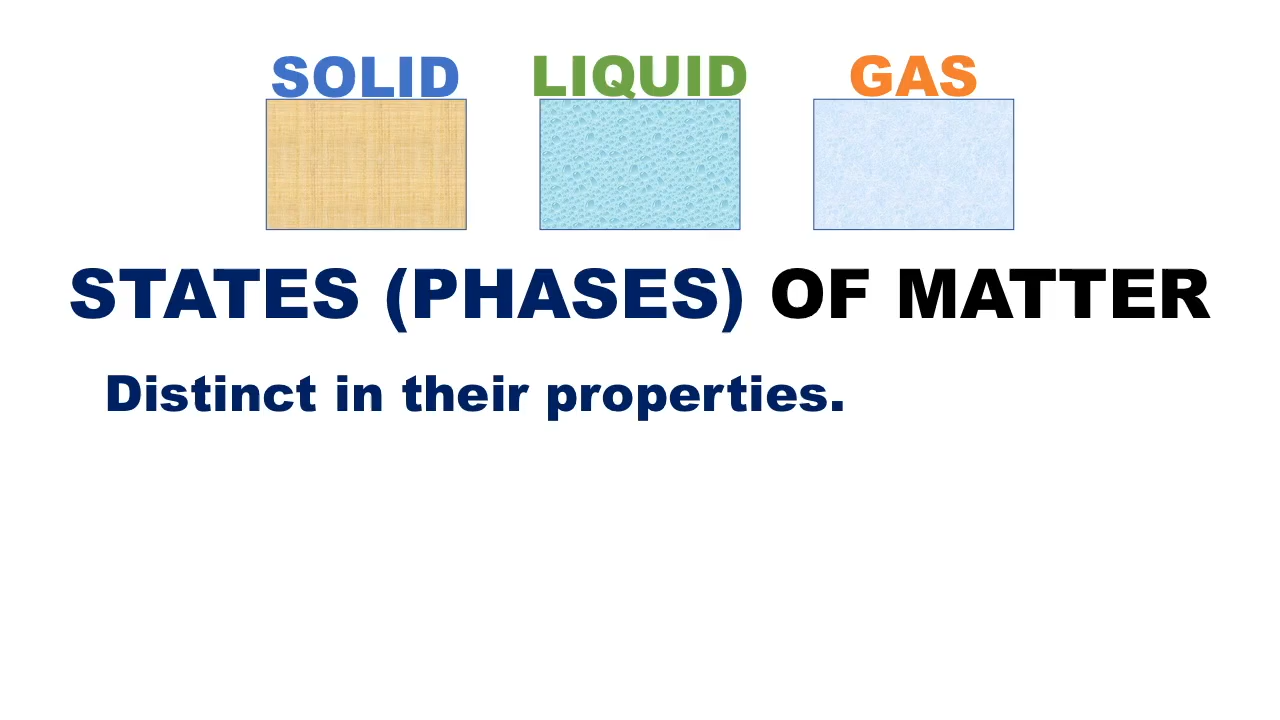 SOLID LIQUID GAS
STATES (PHASES) OF MATTER
Distinct in their properties.